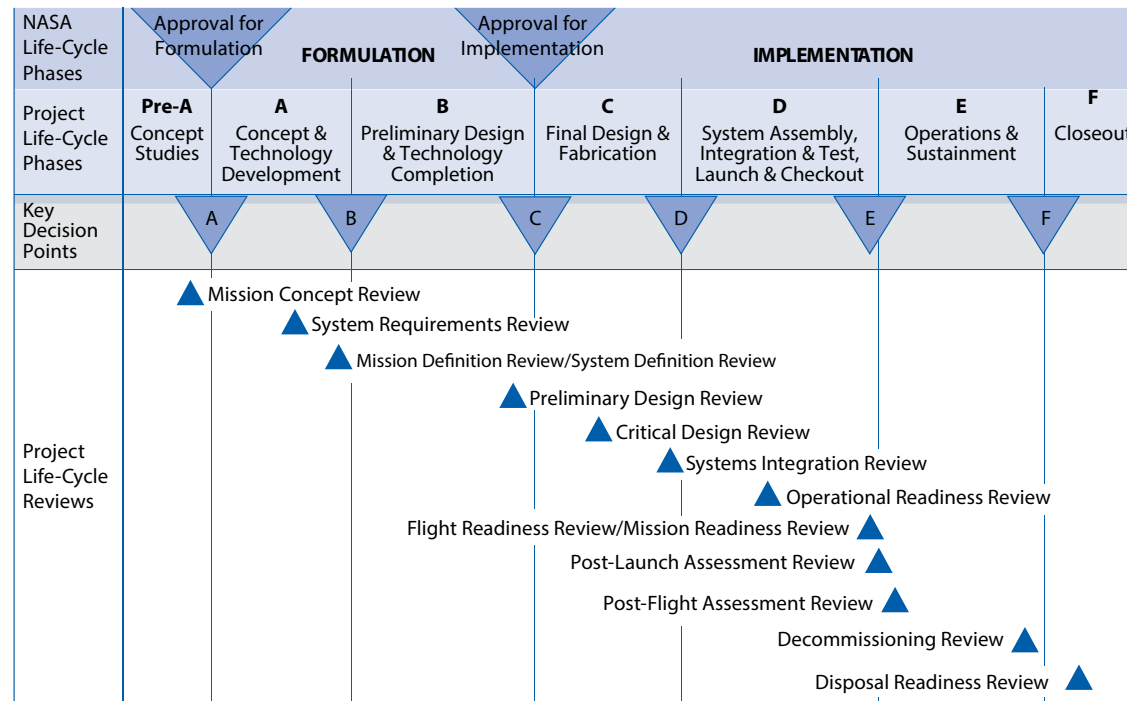 NASA
Life-Cycle
Phases
Approval for
Formulation
FORMULATION
Approval for
Implementation
IMPLEMENTATION
Project
Life-Cycle
Phases
Pre-A
Concept
Studies
A
Concept &
Technology
Development
B
Preliminary Design
& Technology
Completion
C
Final Design &
Fabrication
D
System Assembly,
Integration & Test,
Launch & Checkout
E
Operations &
Sustainment
F
Closeout
Key
Decision
Points
A
B
C
D
E
F
Project
Life-Cycle
Reviews
Mission Concept Review
System Requirements Review
Mission Definition Review/System Definition Review
Preliminary Design Review
Critical Design Review
Systems Integration Review
Operational Readiness Review
Flight Readiness Review/Mission Readiness Review
Post-Launch Assessment Review
Post-Flight Assessment Review
Decommissioning Review
Disposal Readiness Review